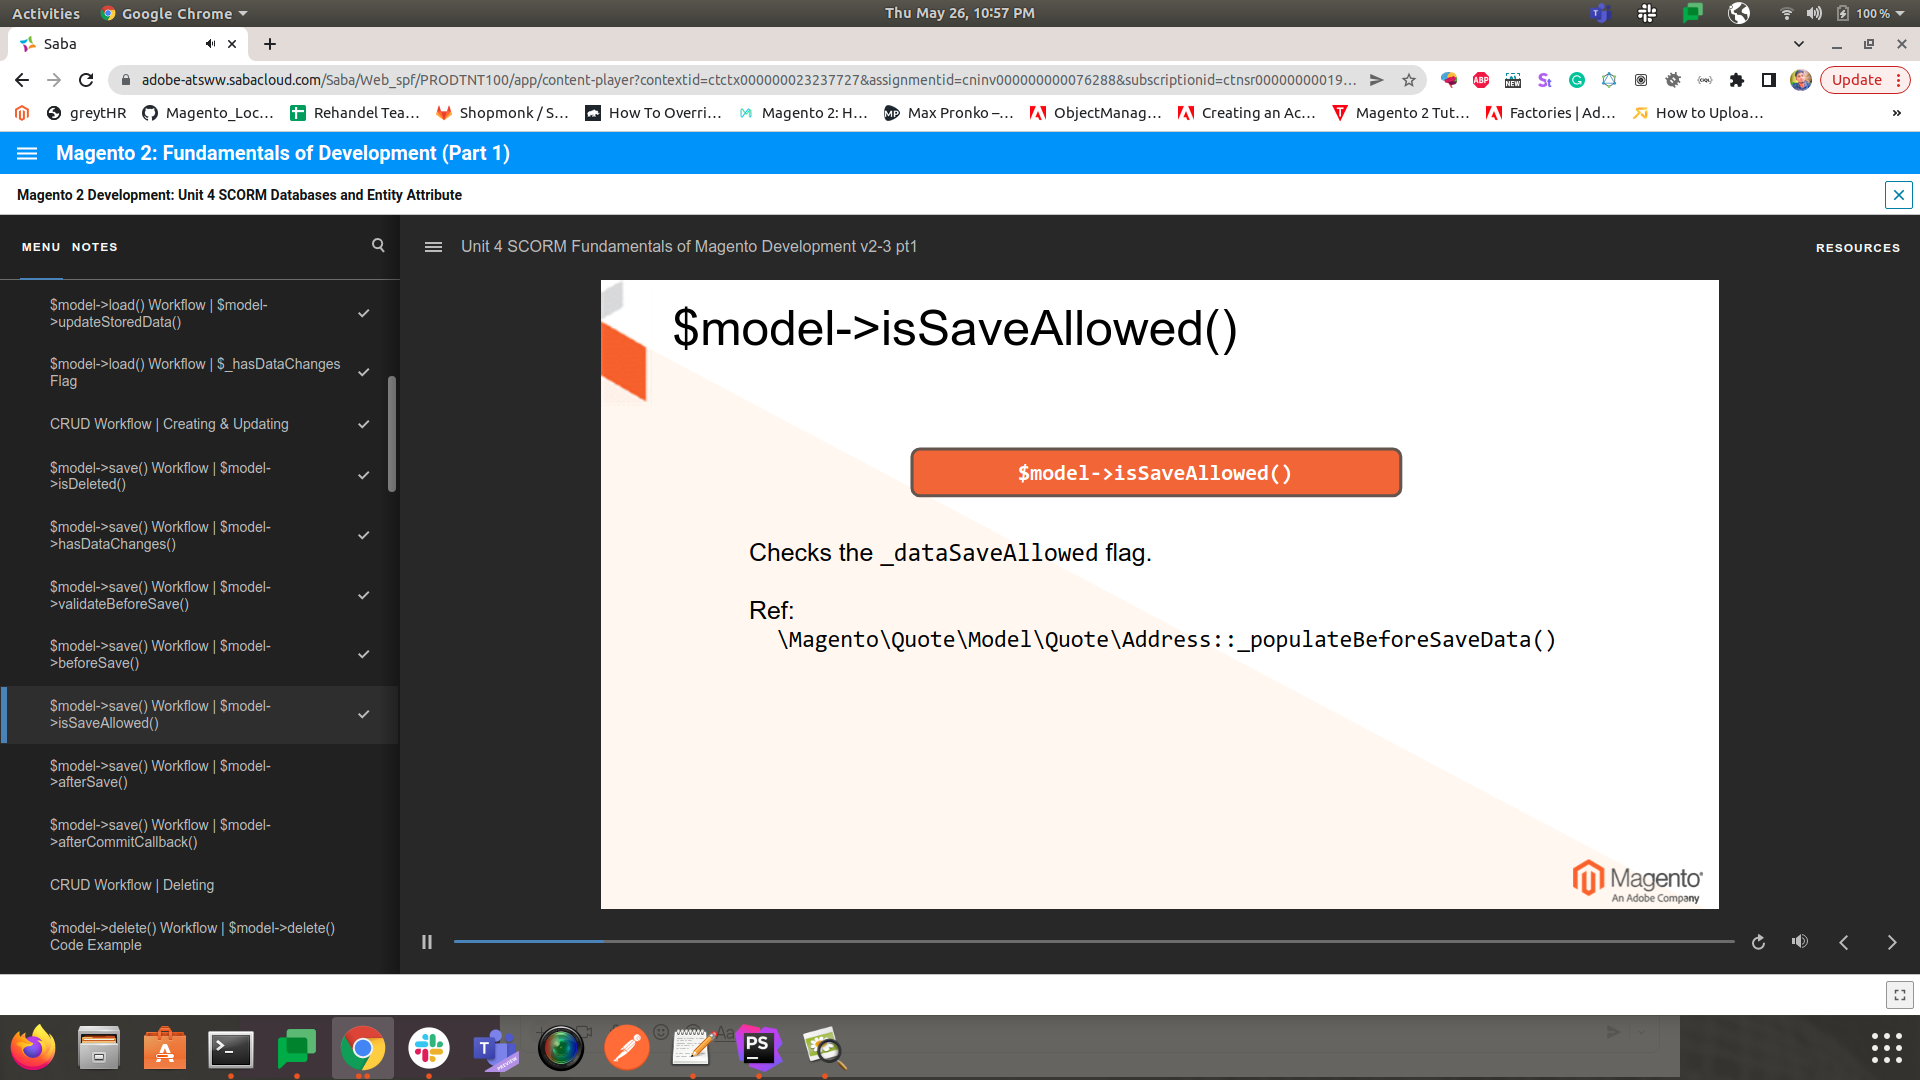 Activities Google Chrome Thu May 26, 10:57 PM 100 %
Saba
adobe-atsww.sabacloud.com/Saba/Web_spf/PRODTNT100/app/content-player?contextid=ctctx000000023237727&assignmentid=cninv000000000076288&subscriptionid=ctnsr00000000019... ABP NEW St Update
greytHR Magento_Loc... Rehandel Tea... Shopmonk / S... How To Overri... Magento 2: H... MP Max Pronko –... ObjectManag... Creating an Ac... Magento 2 Tut... Factories | Ad... How to Uploa... »
Magento 2: Fundamentals of Development (Part 1)
Magento 2 Development: Unit 4 SCORM Databases and Entity Attribute
MENU NOTES
Unit 4 SCORM Fundamentals of Magento Development v2-3 pt1
RESOURCES
$model->load() Workflow | $model-
>updateStoredData()
$model->load() Workflow | $_hasDataChanges
Flag
CRUD Workflow | Creating & Updating
$model->save() Workflow | $model-
>isDeleted()
$model->save() Workflow | $model-
>hasDataChanges()
$model->save() Workflow | $model-
>validateBeforeSave()
$model->save() Workflow | $model-
>beforeSave()
$model->save() Workflow | $model-
>isSaveAllowed()
$model->save() Workflow | $model-
>afterSave()
$model->save() Workflow | $model-
>afterCommitCallback()
CRUD Workflow | Deleting
$model->delete() Workflow | $model->delete()
Code Example
$model->isSaveAllowed()
$model->isSaveAllowed()
Checks the _dataSaveAllowed flag.
Ref:
\Magento\Quote\Model\Quote\Address::_populateBeforeSaveData()
Magento
An Adobe Company
PS